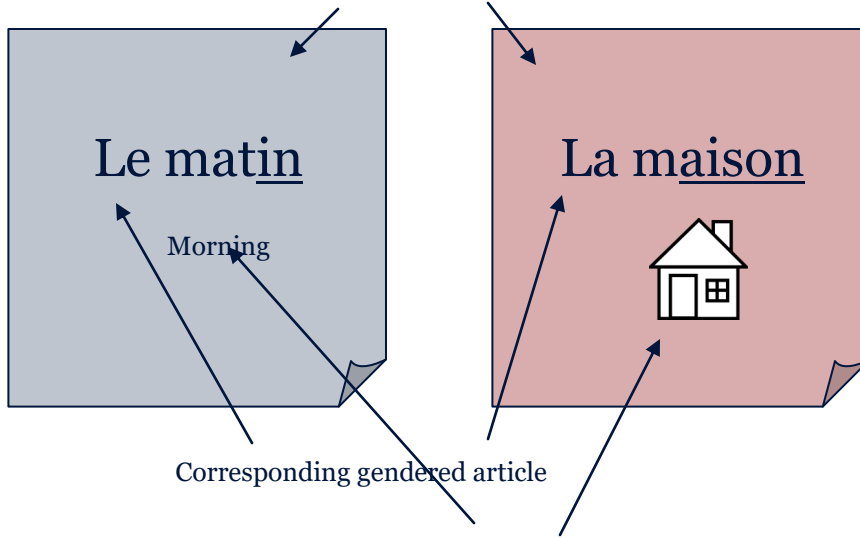 Le matin
La maison
Morning
Corresponding gendered article